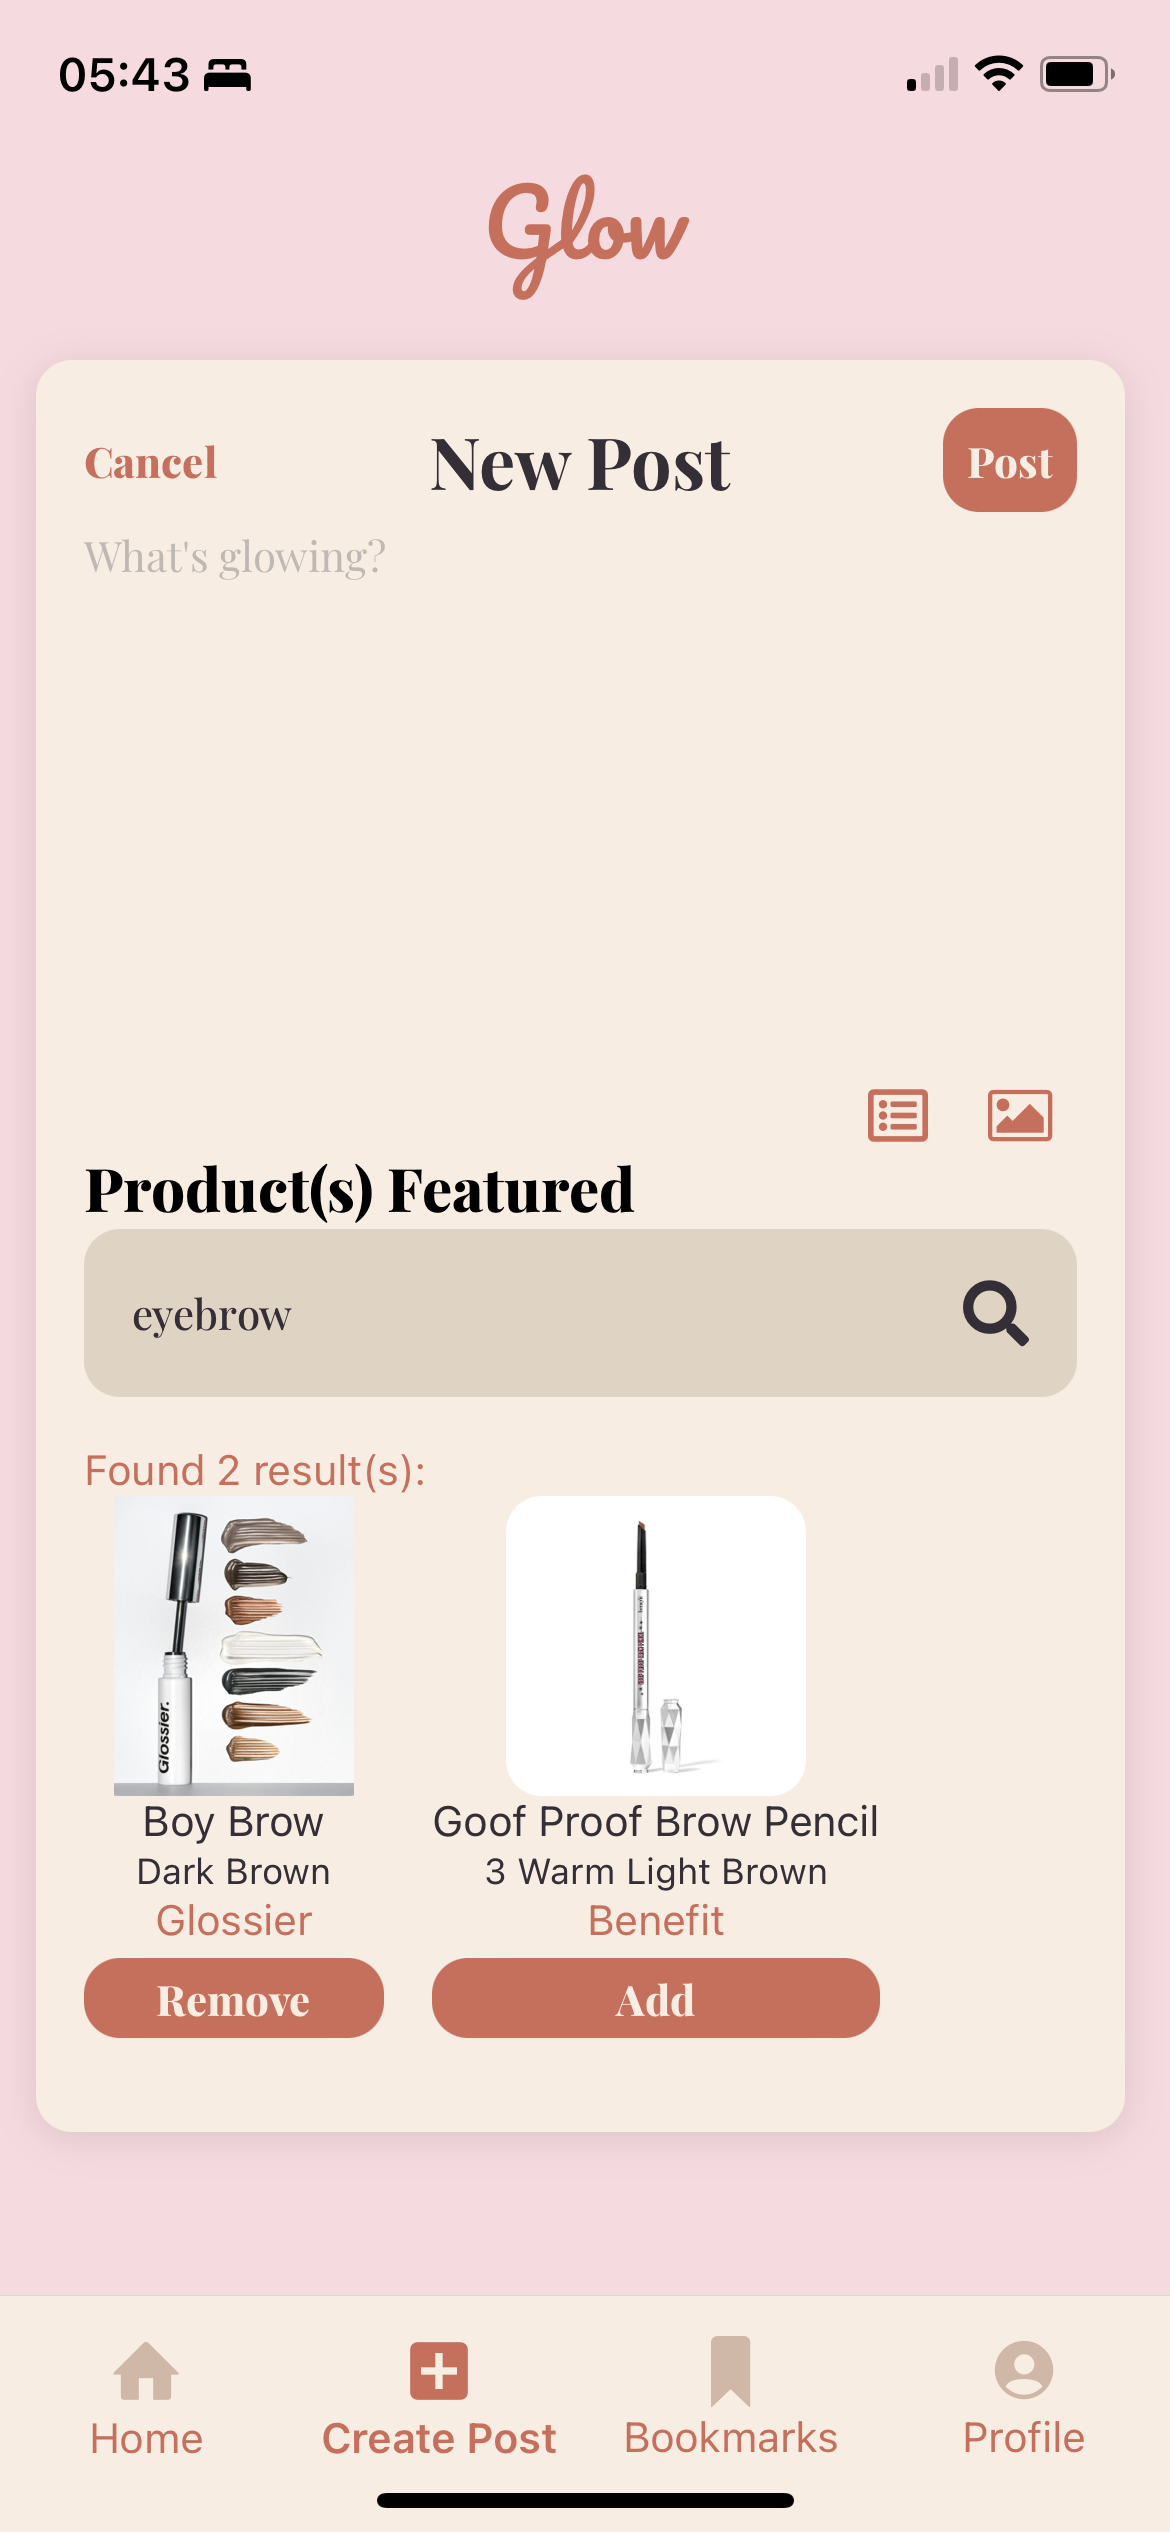 05:43
Glow
Cancel
New Post
Post
What's glowing?
Product(s) Featured
eyebrow
Found 2 result(s):
Glossier.
Boy Brow
Dark Brown
Glossier
Remove
Goof Proof Brow Pencil
3 Warm Light Brown
Benefit
Add
Home
Create Post
Bookmarks
Profile